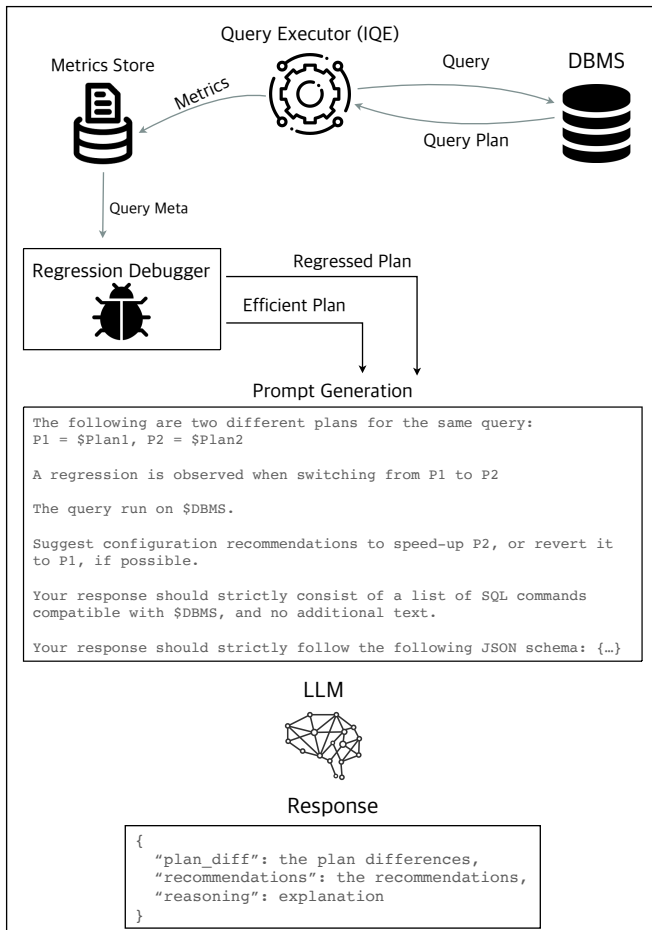 Query Executor (IQE)
Metrics Store
Metrics
Query
DBMS
Query Plan
Query Meta
Regression Debugger
Regressed Plan
Efficient Plan
Prompt Generation
The following are two different plans for the same query:
P1 = $Plan1, P2 = $Plan2
A regression is observed when switching from P1 to P2
The query run on $DBMS.
Suggest configuration recommendations to speed-up P2, or revert it
to P1, if possible.
Your response should strictly consist of a list of SQL commands
compatible with $DBMS, and no additional text.
Your response should strictly follow the following JSON schema: {…}
LLM
Response
{
“plan_diff”: the plan differences,
“recommendations”: the recommendations,
“reasoning”: explanation
}